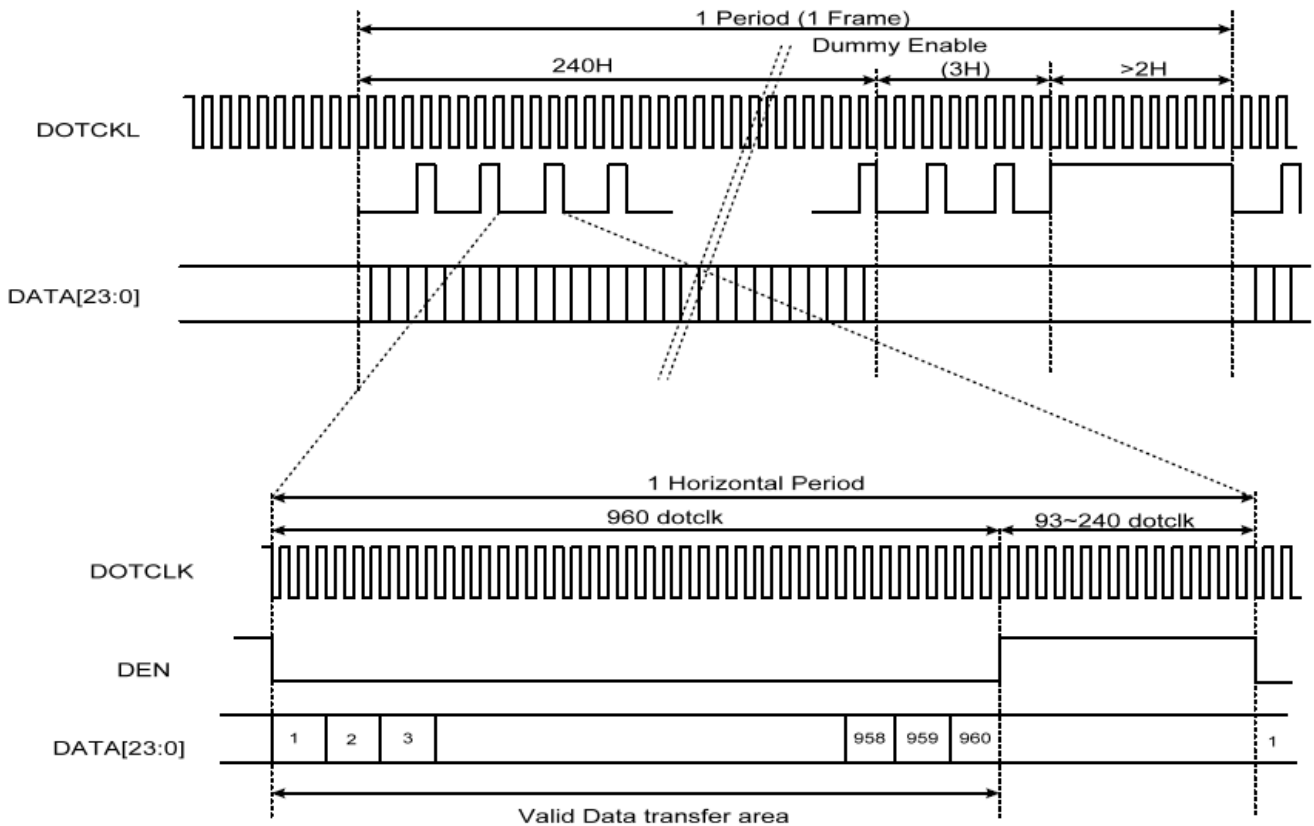 1 Period (1 Frame)
Dummy Enable
240H
(3H)
>2H
DOTCKL
DATA[23:0]
1 Horizontal Period
960 dotclk
93~240 dotclk
DOTCLK
DEN
DATA[23:0]
1
2
3
958
959
960
1
Valid Data transfer area